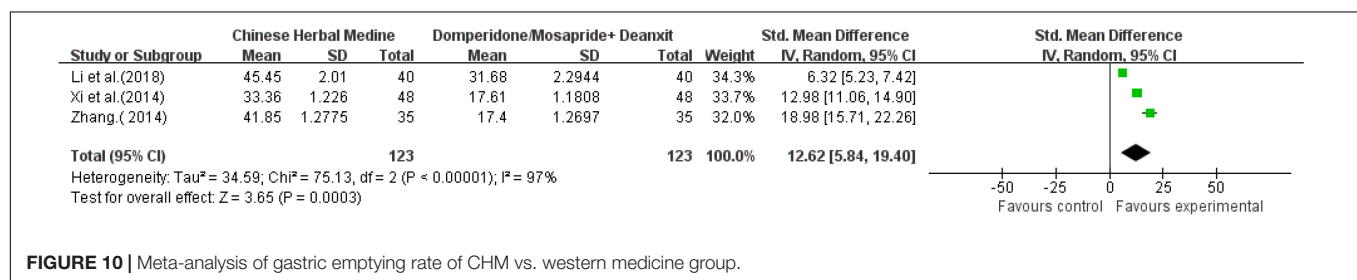 Chinese Herbal Medine Domperidone/Mosapride+ Deanxit Std. Mean Difference Std. Mean Difference
Study or Subgroup Mean SD Total Mean SD Total Weight IV, Random, 95% CI IV, Random, 95% CI
Li et al.(2018) 45.45 2.01 40 31.68 2.2944 40 34.3% 6.32 [5.23, 7.42]
Xi et al.(2014) 33.36 1.226 48 17.61 1.1808 48 33.7% 12.98 [11.06, 14.90]
Zhang.( 2014) 41.85 1.2775 35 17.4 1.2697 35 32.0% 18.98 [15.71, 22.26]
Total (95% CI) 123 123 100.0% 12.62 [5.84, 19.40]
Heterogeneity: Tau² = 34.59; Chi² = 75.13, df = 2 (P < 0.00001); I² = 97%
Test for overall effect: Z = 3.65 (P = 0.0003)
-50 -25 0 25 50
Favours control Favours experimental
FIGURE 10 | Meta-analysis of gastric emptying rate of CHM vs. western medicine group.